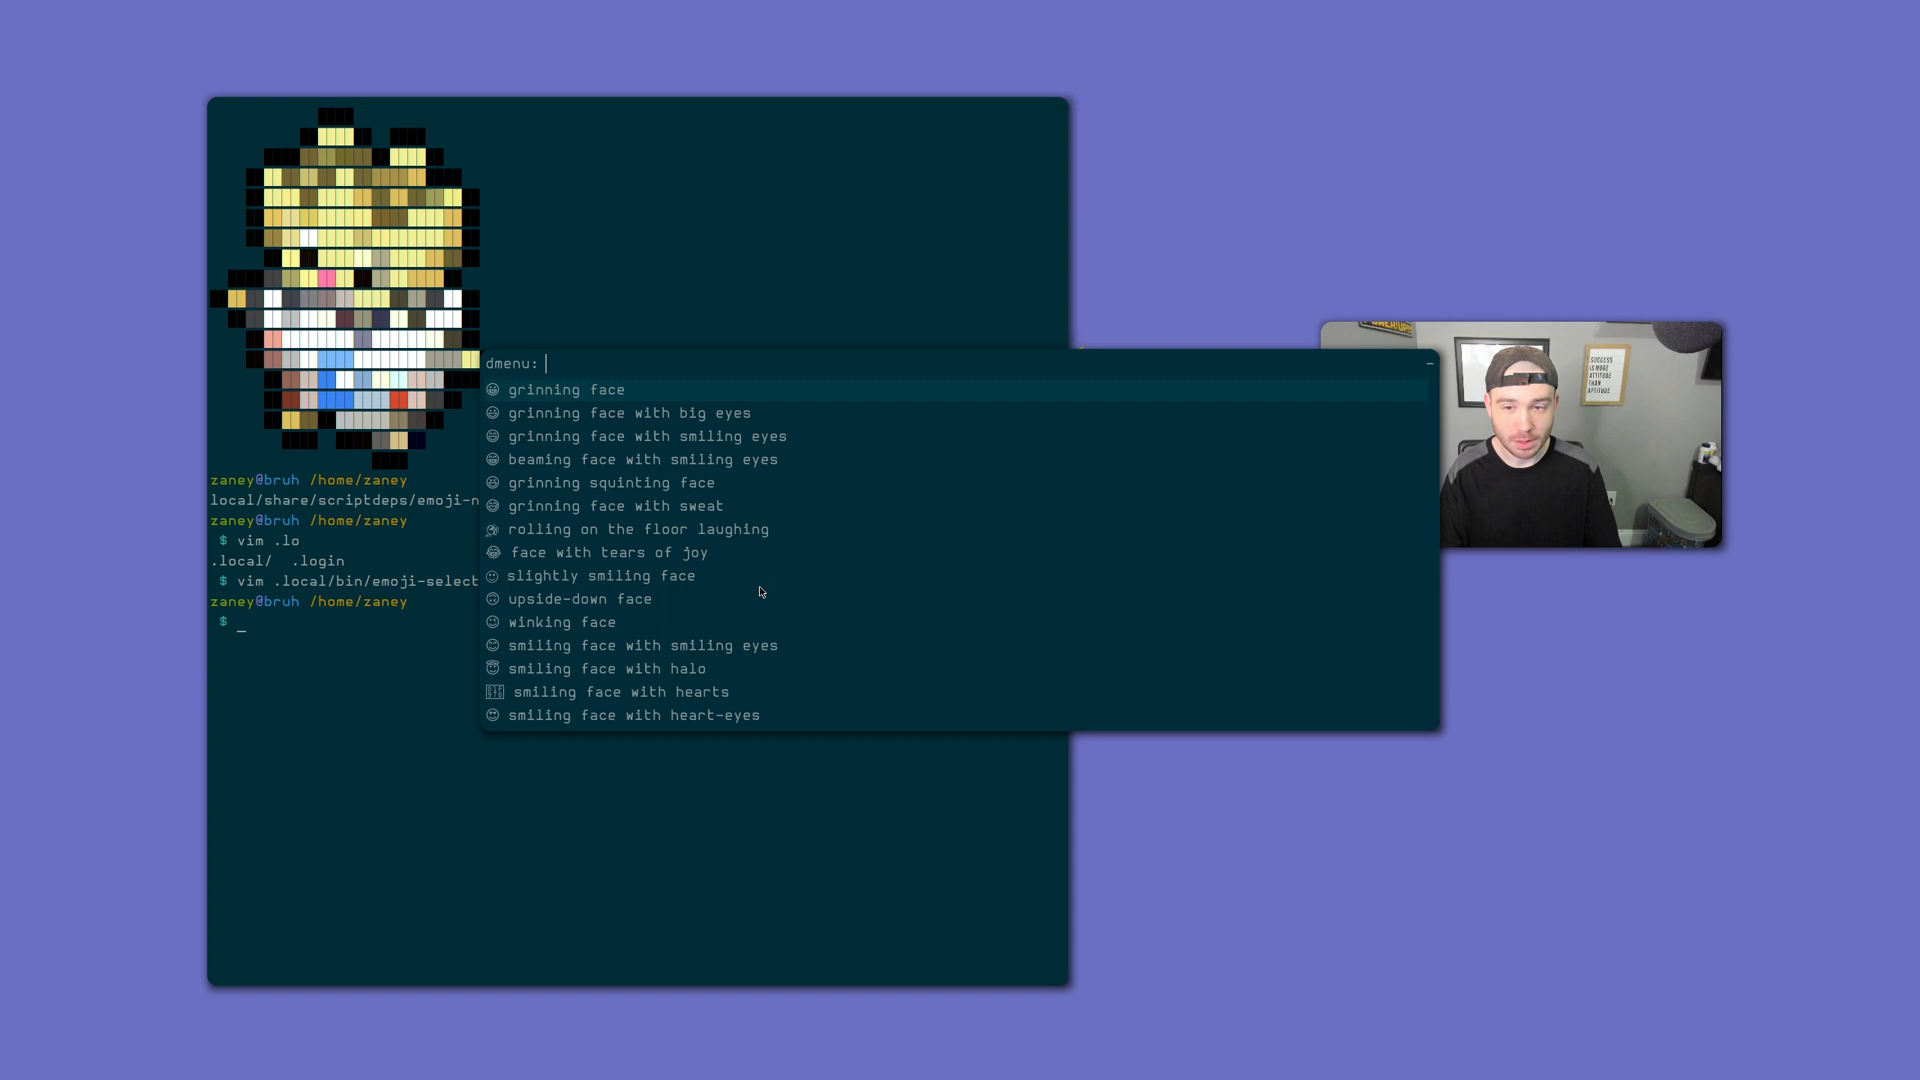 zaney@bruh /home/zaney
local/share/scriptdeps/emoji-n
zaney@bruh /home/zaney
$ vim .lo
.local/ .login
$ vim .local/bin/emoji-select
zaney@bruh /home/zaney
$ _
dmenu:
😀 grinning face
😃 grinning face with big eyes
😄 grinning face with smiling eyes
😁 beaming face with smiling eyes
😆 grinning squinting face
😅 grinning face with sweat
🤣 rolling on the floor laughing
😂 face with tears of joy
🙂 slightly smiling face
🙃 upside-down face
😉 winking face
😊 smiling face with smiling eyes
😇 smiling face with halo
smiling face with hearts
😍 smiling face with heart-eyes
SUCCESS
IS MORE
ATTITUDE
THAN
APTITUDE